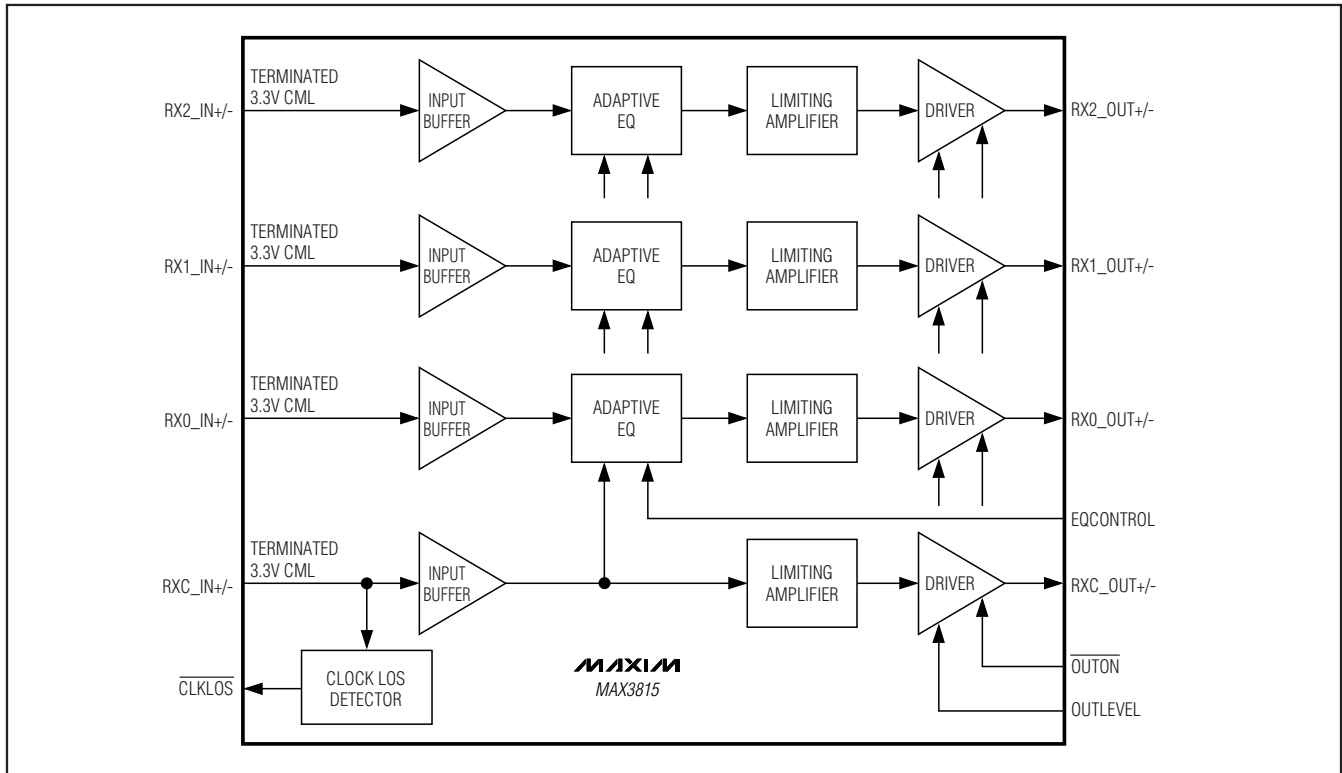 TERMINATED
3.3V CML
RX2_IN+/-
INPUT
BUFFER
ADAPTIVE
EQ
LIMITING
AMPLIFIER
DRIVER
RX2_OUT+/-
TERMINATED
3.3V CML
RX1_IN+/-
INPUT
BUFFER
ADAPTIVE
EQ
LIMITING
AMPLIFIER
DRIVER
RX1_OUT+/-
TERMINATED
3.3V CML
RX0_IN+/-
INPUT
BUFFER
ADAPTIVE
EQ
LIMITING
AMPLIFIER
DRIVER
RX0_OUT+/-
EQCONTROL
TERMINATED
3.3V CML
RXC_IN+/-
INPUT
BUFFER
LIMITING
AMPLIFIER
DRIVER
RXC_OUT+/-
OUTON
CLKLOS
CLOCK LOS
DETECTOR
MAXIM
MAX3815
OUTLEVEL